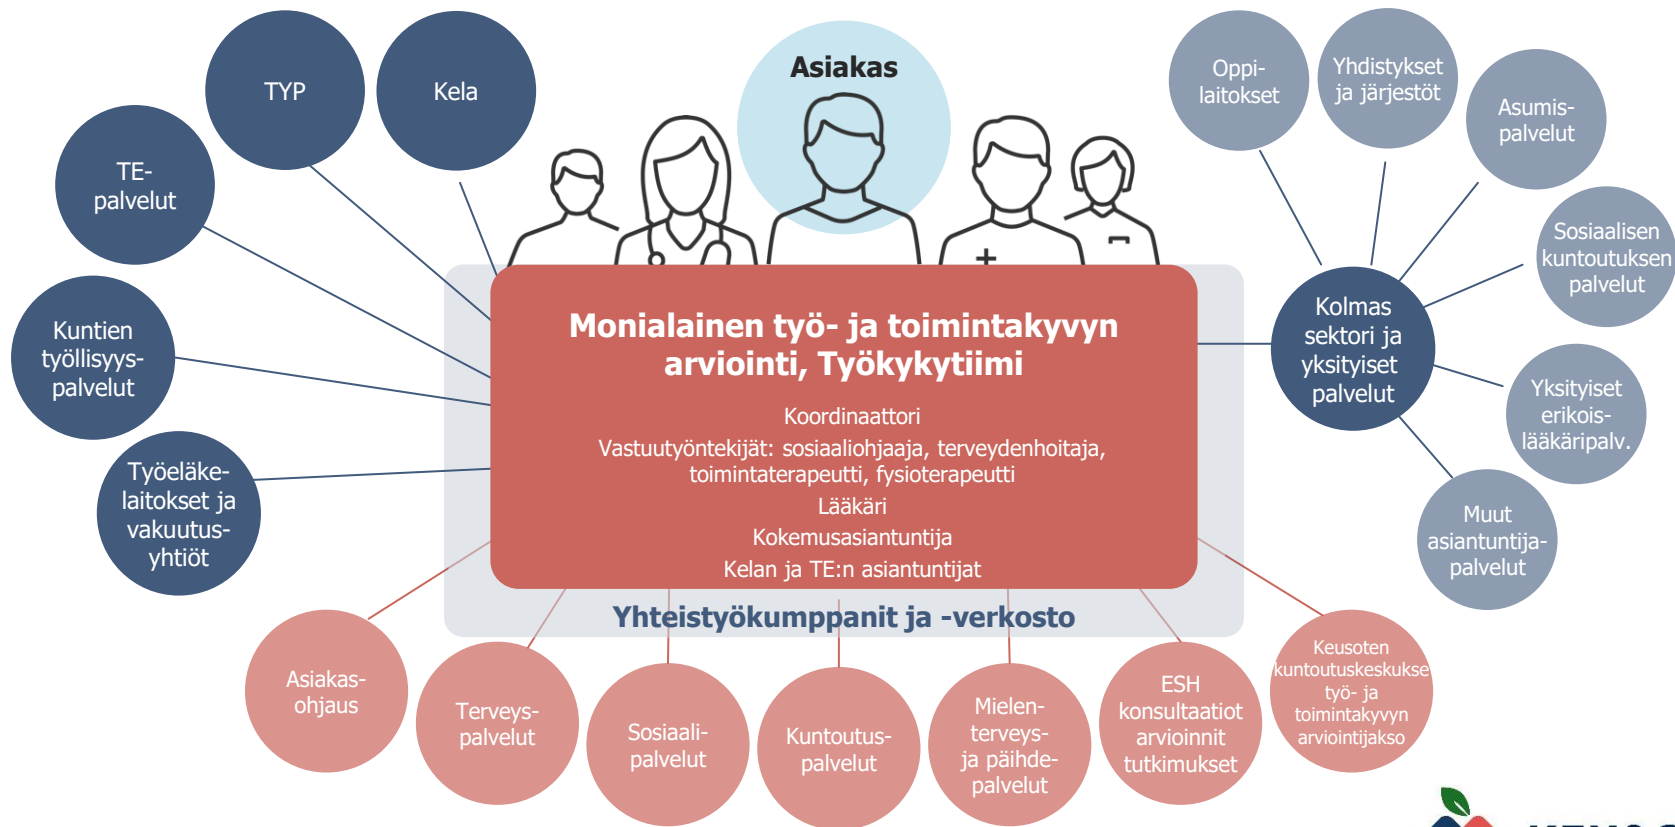 Asiakas
TYP
Kela
TE-
palvelut
Kuntien
työllisyys-
palvelut
Työeläke-
laitokset ja
vakuutus-
yhtiöt
Monialainen työ- ja toimintakyvyn
arviointi, Työkykytiimi
Koordinaattori
Vastuutyöntekijät: sosiaaliohjaaja, terveydenhoitaja,
toimintaterapeutti, fysioterapeutti
Lääkäri
Kokemusasiantuntija
Kelan ja TE:n asiantuntijat
Yhteistyökumppanit ja -verkosto
Oppi-
laitokset
Yhdistykset
ja järjestöt
Asumis-
palvelut
Sosiaalisen
kuntoutuksen
palvelut
Kolmas
sektori ja
yksityiset
palvelut
Yksityiset
erikois-
lääkäripalv.
Muut
asiantuntija-
palvelut
Asiakas-
ohjaus
Terveys-
palvelut
Sosiaali-
palvelut
Kuntoutus-
palvelut
Mielen-
terveys-
ja päihde-
palvelut
ESH
konsultaatiot
arvioinnit
tutkimukset
Keusoten
kuntoutuskeskukse
työ- ja
toimintakyvyn
arviointijakso